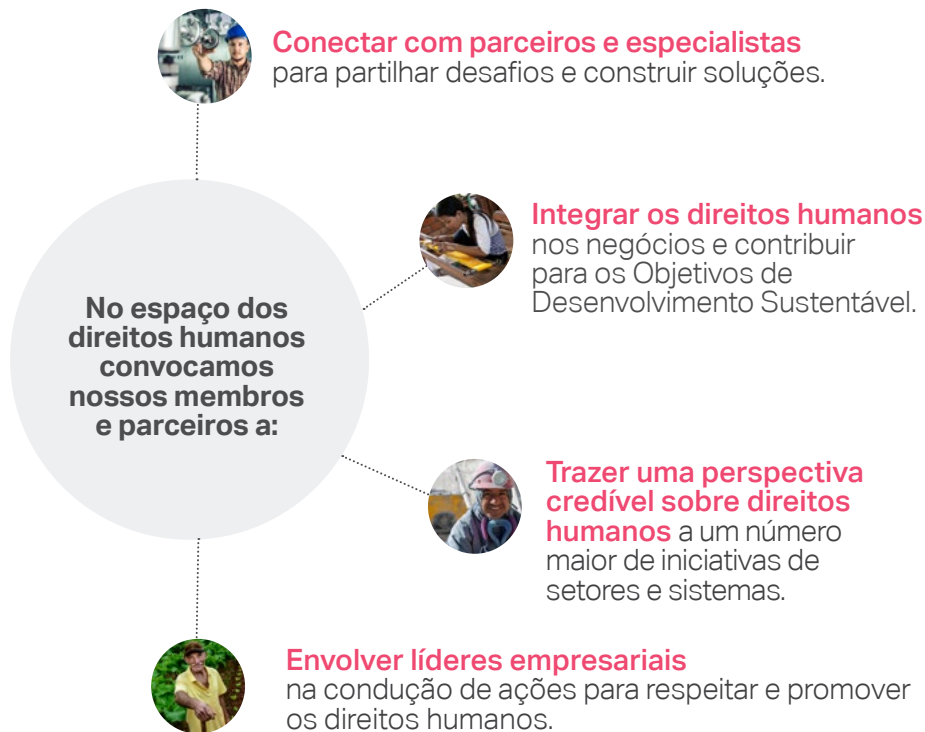 Conectar com parceiros e especialistas
para partilhar desafios e construir soluções.
Integrar os direitos humanos
nos negócios e contribuir
para os Objetivos de
Desenvolvimento Sustentável.
No espaço dos
direitos humanos
convocamos
nossos membros
e parceiros a:
Trazer uma perspectiva
credível sobre direitos
humanos a um número
maior de iniciativas de
setores e sistemas.
Envolver líderes empresariais
na condução de ações para respeitar e promover
os direitos humanos.